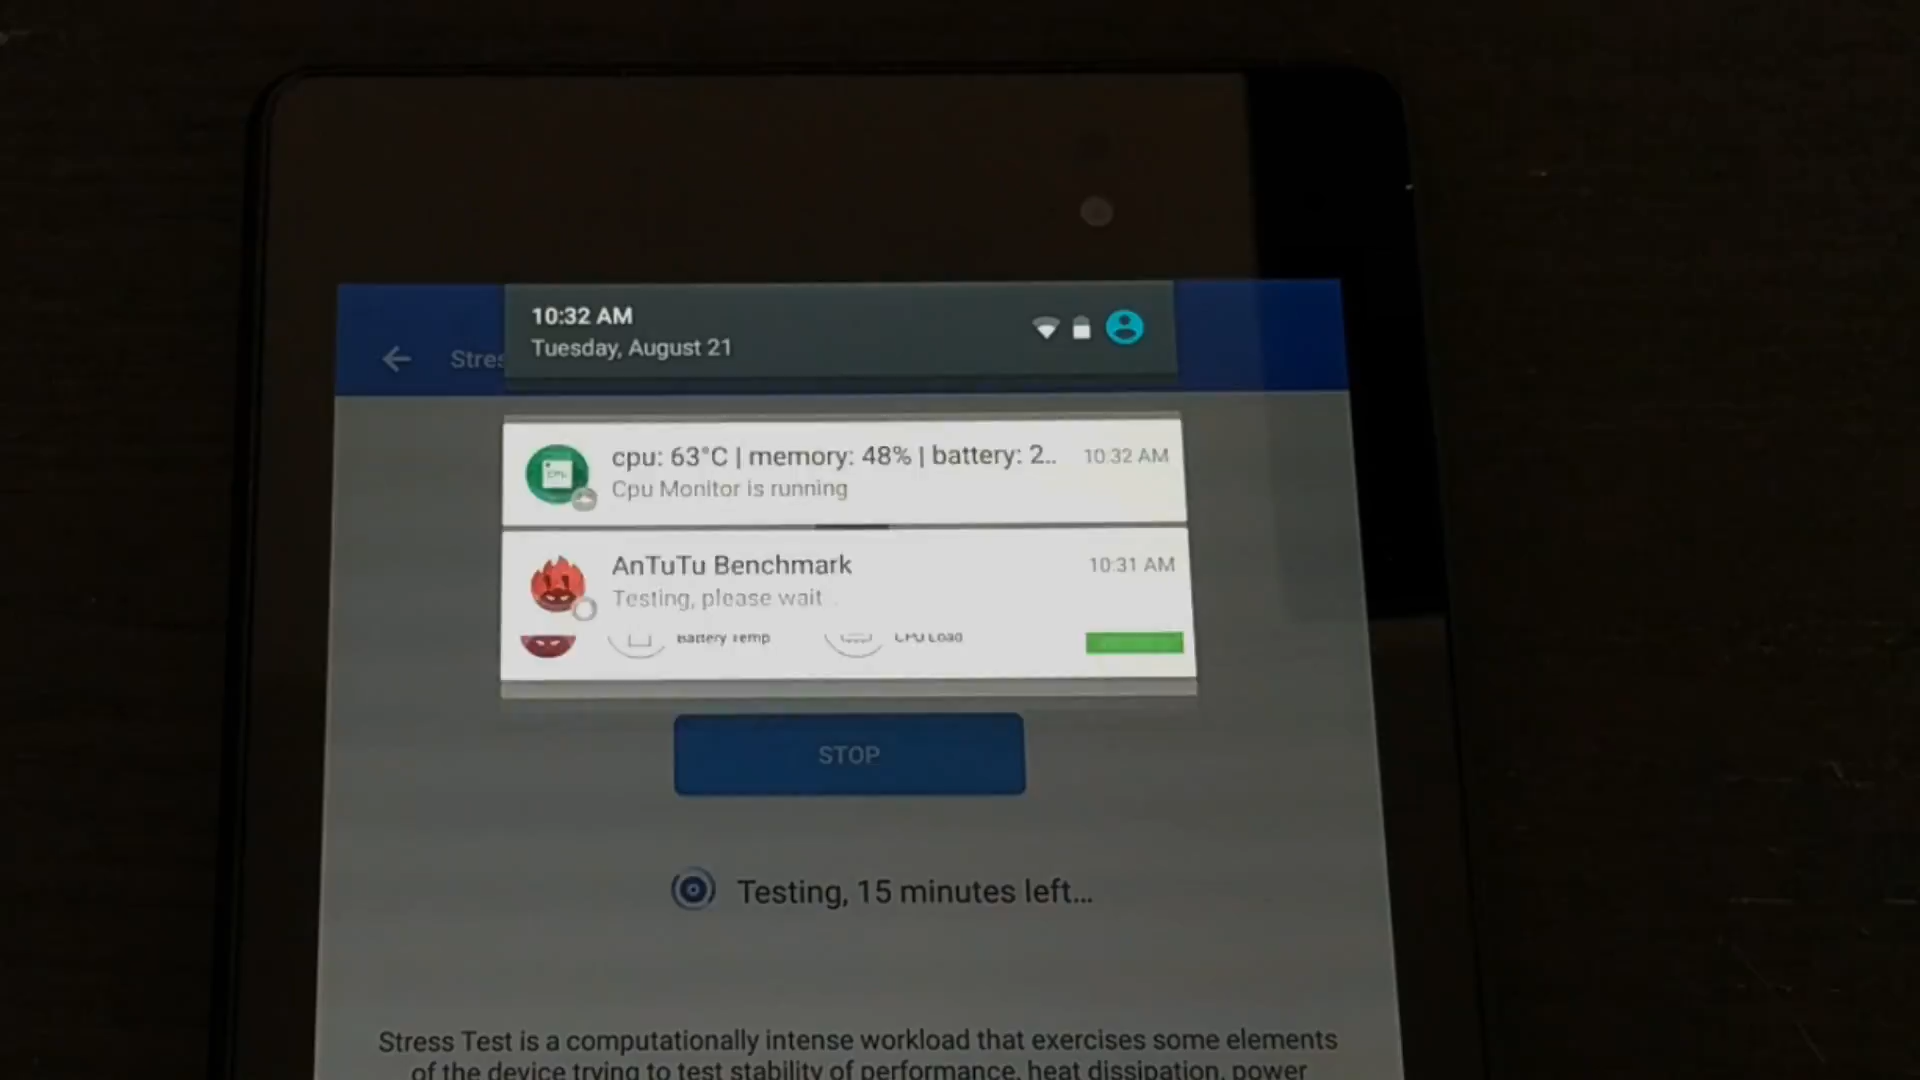 10:32 AM
Tuesday, August 21
Stres
cpu: 63°C | memory: 48% | battery: 2..
10:32 AM
Cpu Monitor is running
AnTuTu Benchmark
10:31 AM
Testing, please wait
Battery Temp
CPU Load
STOP
Testing, 15 minutes left...
Stress Test is a computationally intense workload that exercises some elements
of the device trying to test stability of performance, heat dissipation, power